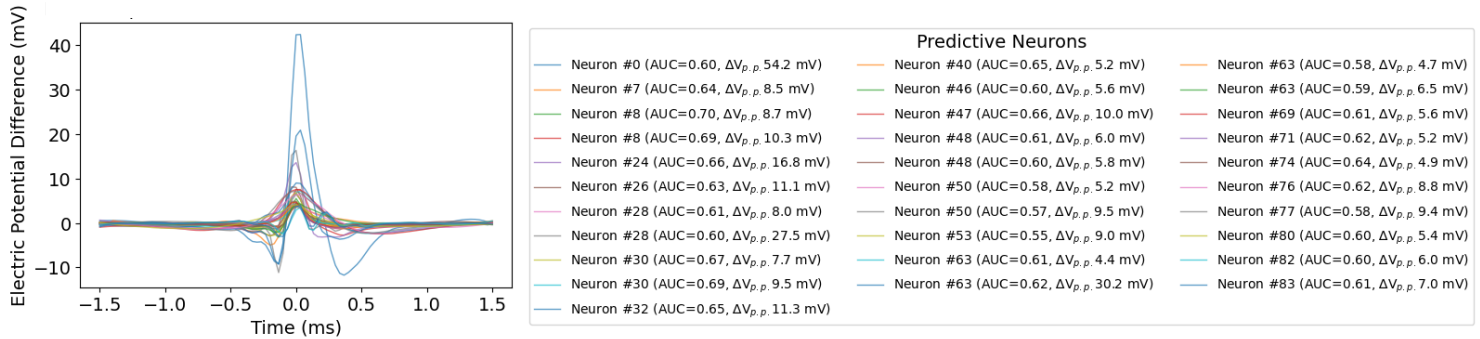 Electric Potential Difference (mV)
40
30
20
10
0
−10
−1.5 −1.0 −0.5 0.0 0.5 1.0 1.5
Time (ms)
Predictive Neurons
Neuron #0 (AUC=0.60, ΔVp.p.54.2 mV)
Neuron #7 (AUC=0.64, ΔVp.p.8.5 mV)
Neuron #8 (AUC=0.70, ΔVp.p.8.7 mV)
Neuron #8 (AUC=0.69, ΔVp.p.10.3 mV)
Neuron #24 (AUC=0.66, ΔVp.p.16.8 mV)
Neuron #26 (AUC=0.63, ΔVp.p.11.1 mV)
Neuron #28 (AUC=0.61, ΔVp.p.8.0 mV)
Neuron #28 (AUC=0.60, ΔVp.p.27.5 mV)
Neuron #30 (AUC=0.67, ΔVp.p.7.7 mV)
Neuron #30 (AUC=0.69, ΔVp.p.9.5 mV)
Neuron #32 (AUC=0.65, ΔVp.p.11.3 mV)
Neuron #40 (AUC=0.65, ΔVp.p.5.2 mV)
Neuron #46 (AUC=0.60, ΔVp.p.5.6 mV)
Neuron #47 (AUC=0.66, ΔVp.p.10.0 mV)
Neuron #48 (AUC=0.61, ΔVp.p.6.0 mV)
Neuron #48 (AUC=0.60, ΔVp.p.5.8 mV)
Neuron #50 (AUC=0.58, ΔVp.p.5.2 mV)
Neuron #50 (AUC=0.57, ΔVp.p.9.5 mV)
Neuron #53 (AUC=0.55, ΔVp.p.9.0 mV)
Neuron #63 (AUC=0.61, ΔVp.p.4.4 mV)
Neuron #63 (AUC=0.62, ΔVp.p.30.2 mV)
Neuron #63 (AUC=0.58, ΔVp.p.4.7 mV)
Neuron #63 (AUC=0.59, ΔVp.p.6.5 mV)
Neuron #69 (AUC=0.61, ΔVp.p.5.6 mV)
Neuron #71 (AUC=0.62, ΔVp.p.5.2 mV)
Neuron #74 (AUC=0.64, ΔVp.p.4.9 mV)
Neuron #76 (AUC=0.62, ΔVp.p.8.8 mV)
Neuron #77 (AUC=0.58, ΔVp.p.9.4 mV)
Neuron #80 (AUC=0.60, ΔVp.p.5.4 mV)
Neuron #82 (AUC=0.60, ΔVp.p.6.0 mV)
Neuron #83 (AUC=0.61, ΔVp.p.7.0 mV)